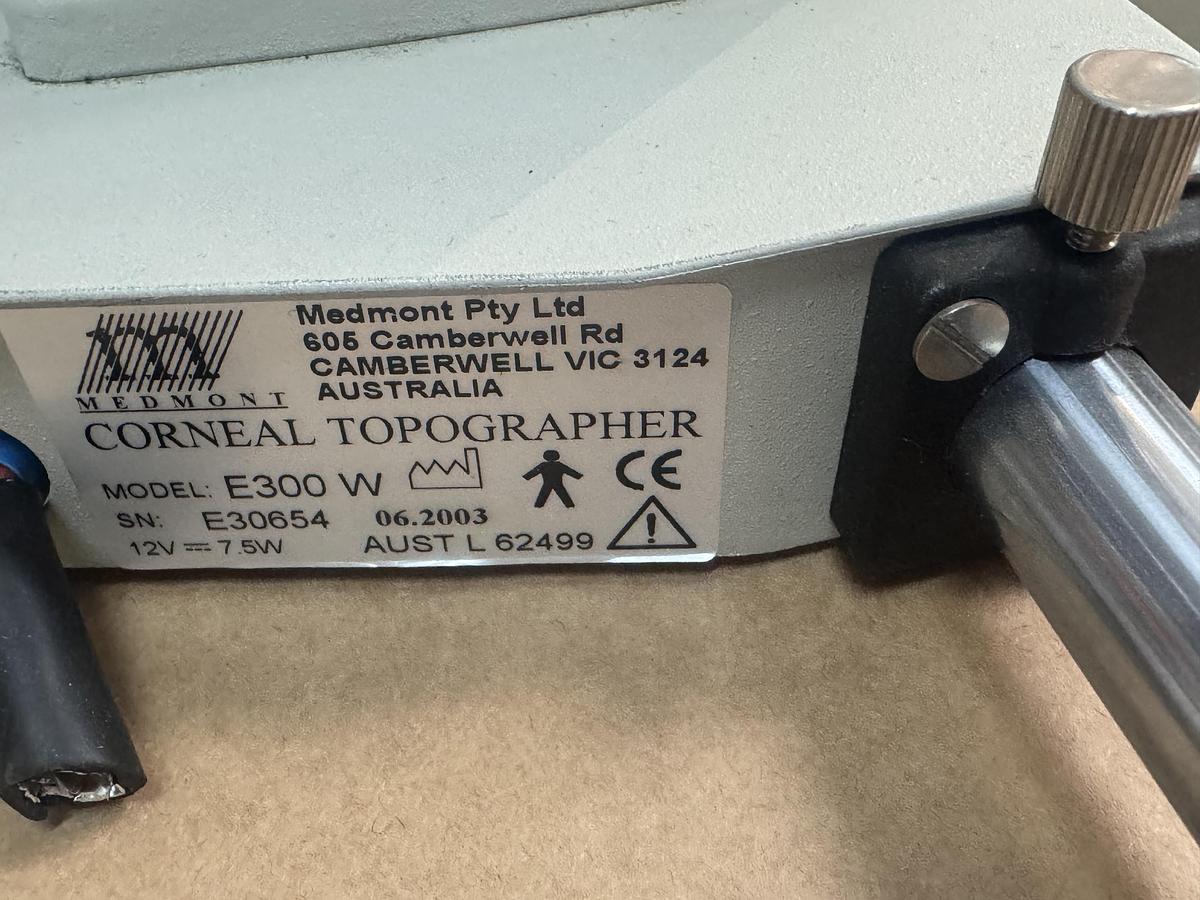 Medmont Pty Ltd
605 Camberwell Rd
CAMBERWELL VIC 3124
AUSTRALIA
MEDMONT
CORNEAL TOPOGRAPHER
MODEL: E300 W
CE
SN: E30654 06.2003
12V 7.5W AUST L 62499